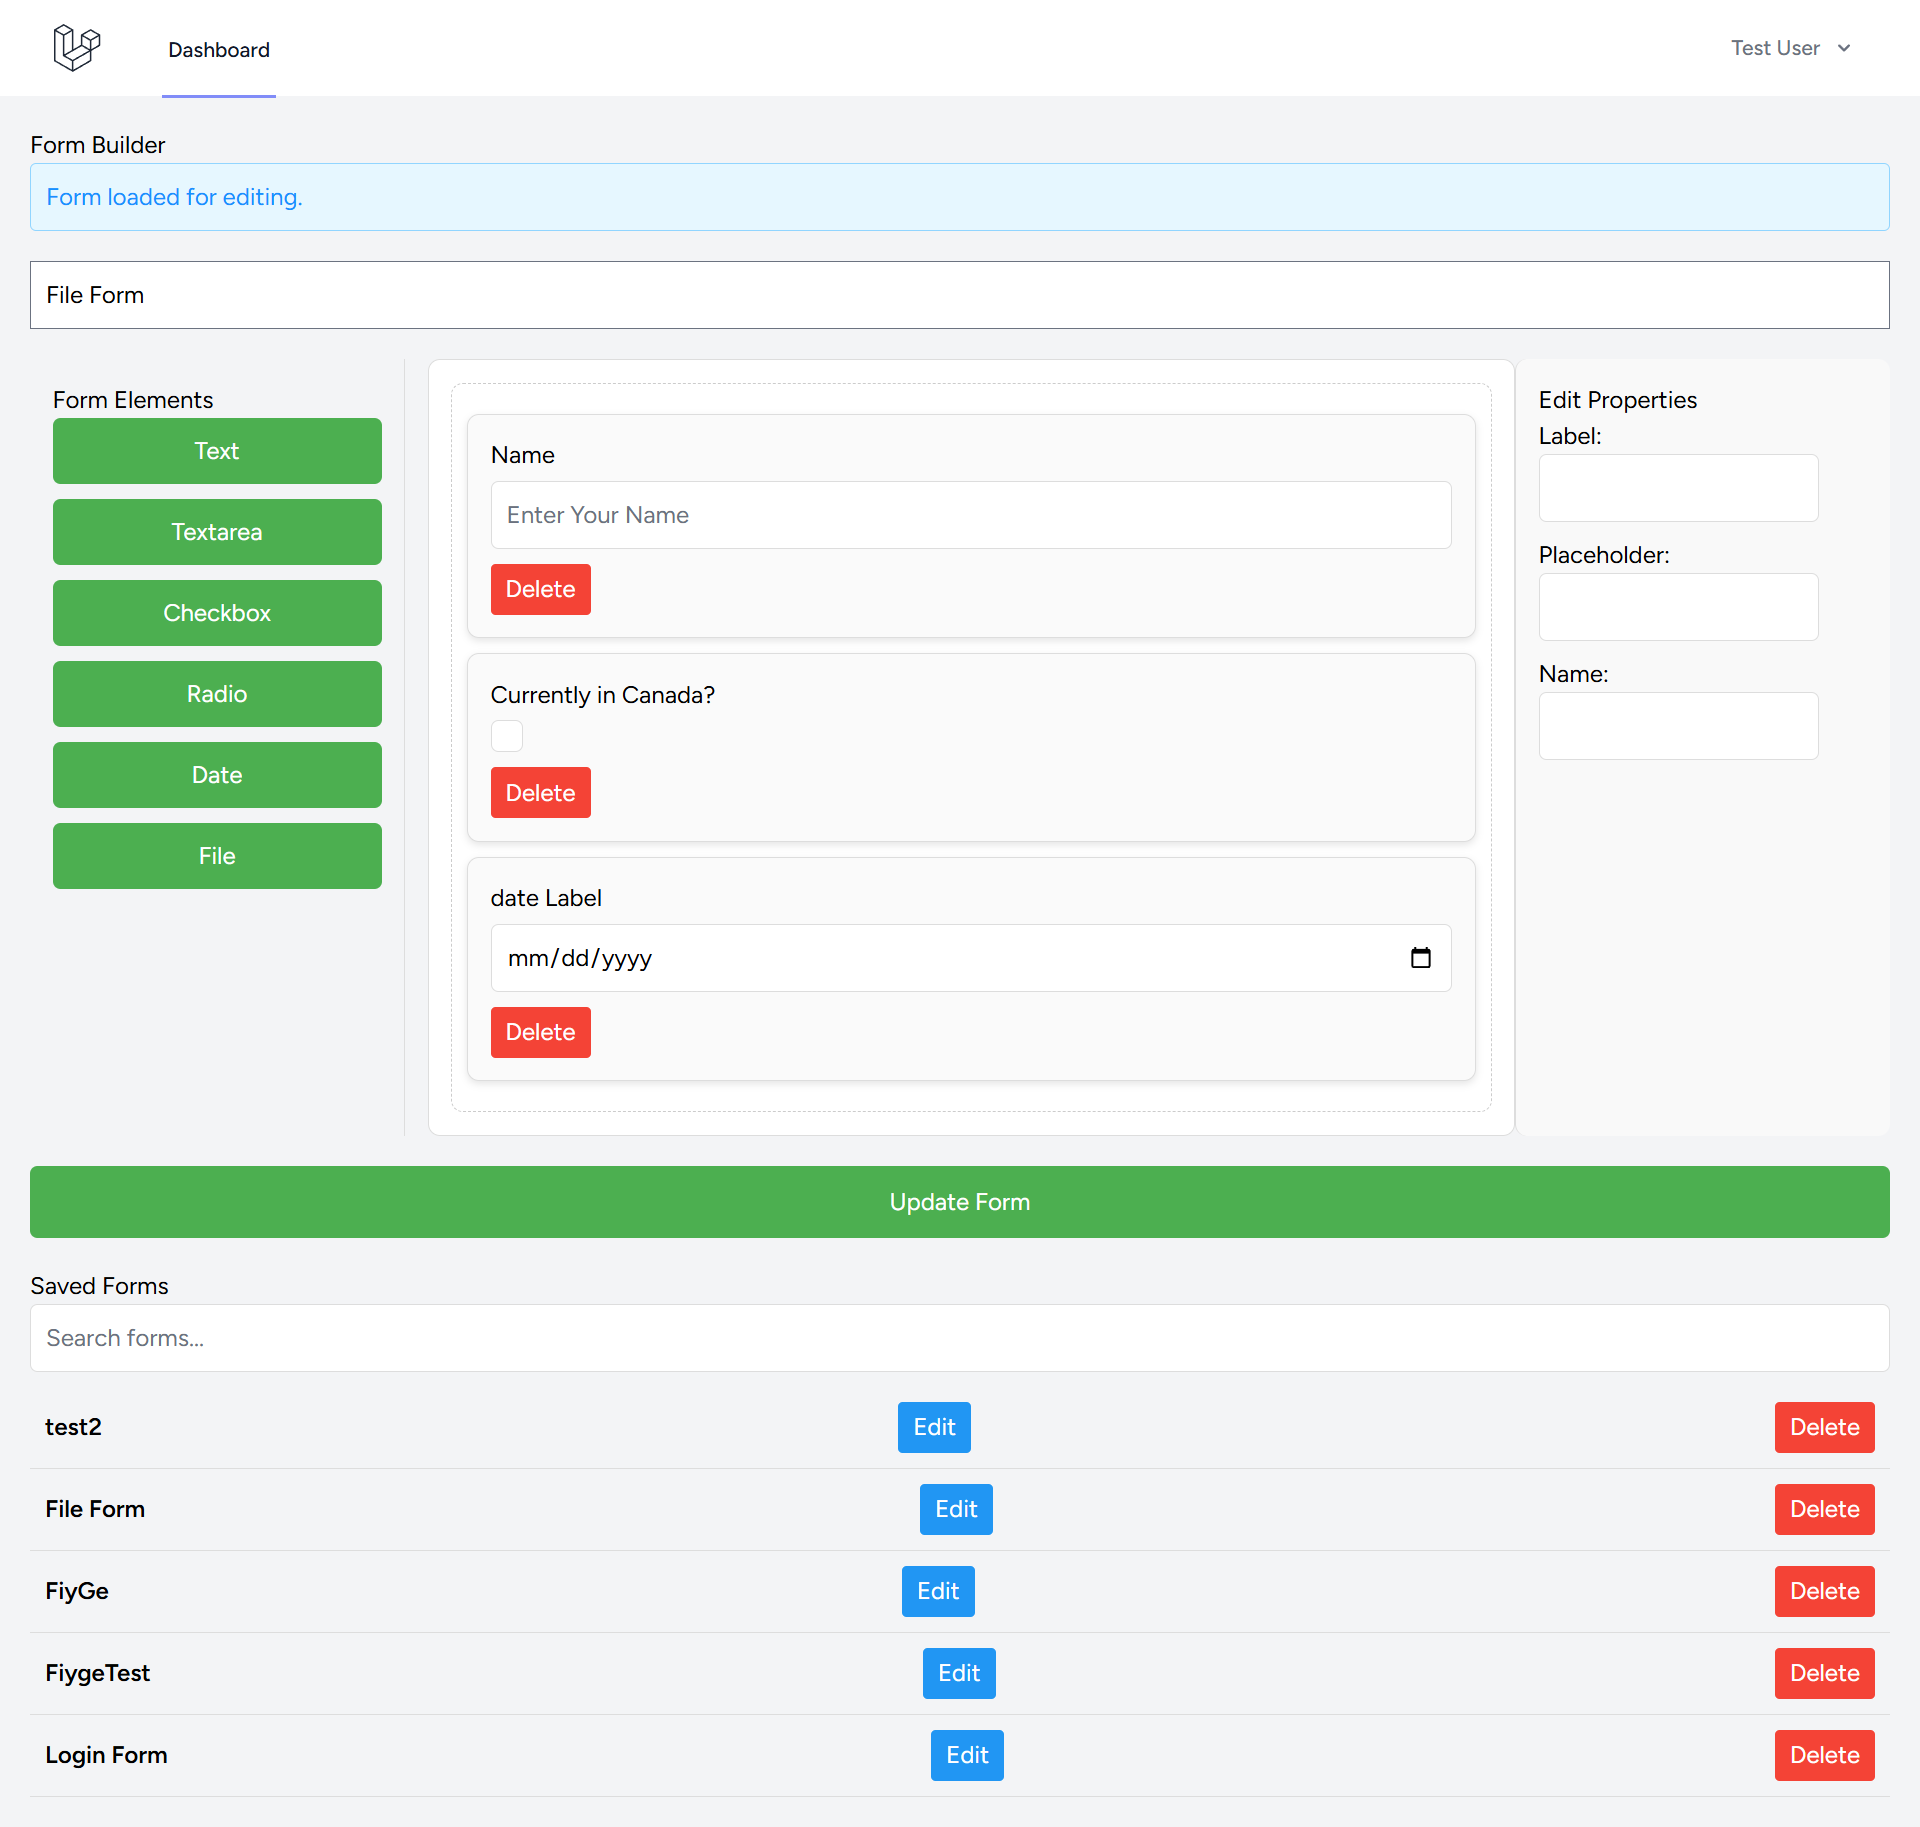 Dashboard
Test User
Form Builder
Form loaded for editing.
File Form
Form Elements
Text
Textarea
Checkbox
Radio
Date
File
Name
Enter Your Name
Delete
Currently in Canada?
Delete
date Label
mm/dd/yyyy
Delete
Edit Properties
Label:
Placeholder:
Name:
Update Form
Saved Forms
Search forms...
test2 Edit Delete
File Form Edit Delete
FiyGe Edit Delete
FiygeTest Edit Delete
Login Form Edit Delete